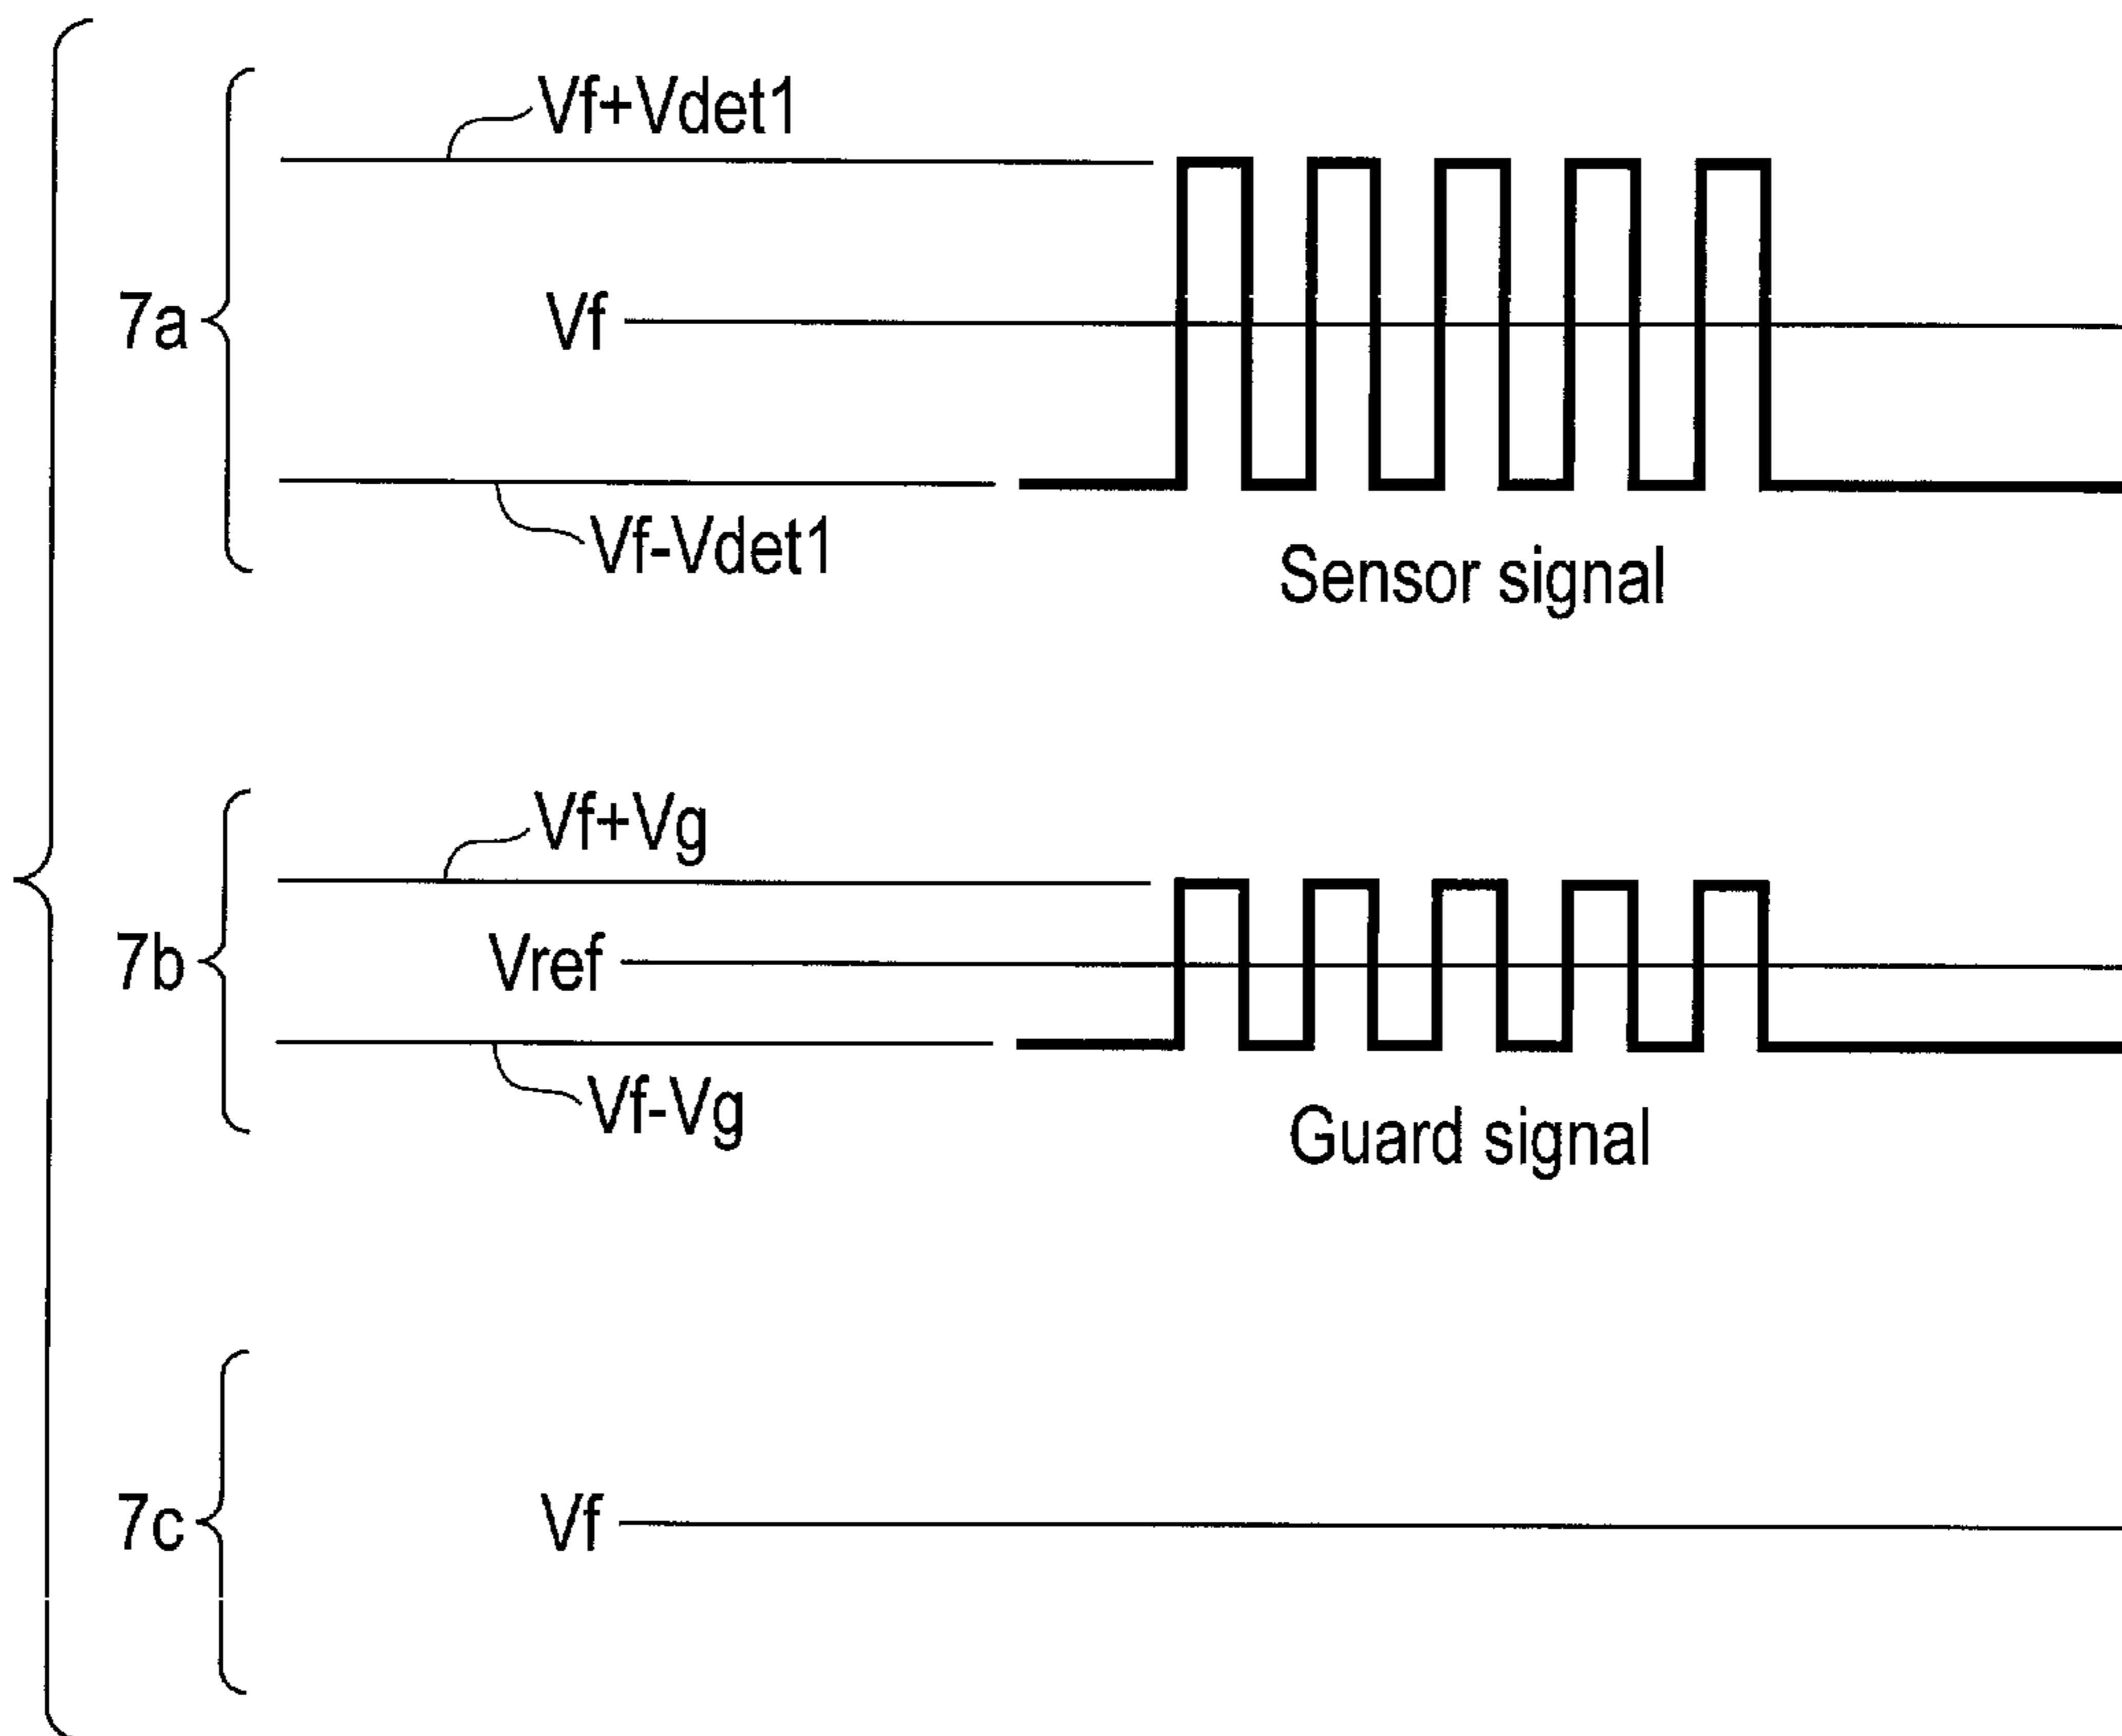 Vf+Vdet1
7a
Vf
Vf-Vdet1
Sensor signal
Vf+Vg
7b
Vref
Vf-Vg
Guard signal
7c
Vf